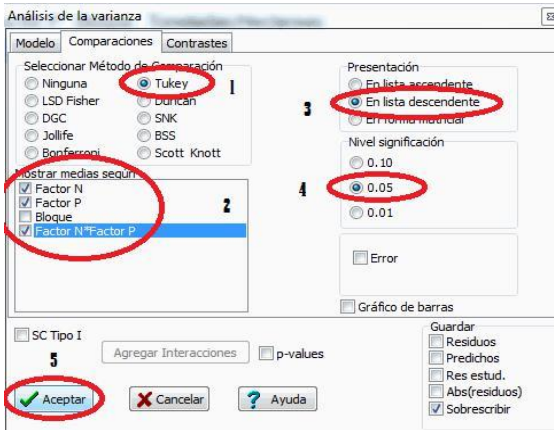 Análisis de la varianza
Modelo Comparaciones Contrastes
Seleccionar Método de Comparación
Ninguna Tukey 1
LSD Fisher Duncan
DGC SNK
Jollife BSS
Bonferroni Scott Knott
Mostrar medias según
Factor N
Factor P
Bloque 2
Factor N*Factor P
Presentación
En lista ascendente
3 En lista descendente
En forma matricial
Nivel significación
0.10
4 0.05
0.01
Error
Gráfico de barras
SC Tipo I
5 Agregar Interacciones p-values
Aceptar Cancelar ? Ayuda
Guardar
Residuos
Predichos
Res estud.
Abs(residuos)
Sobrescribir